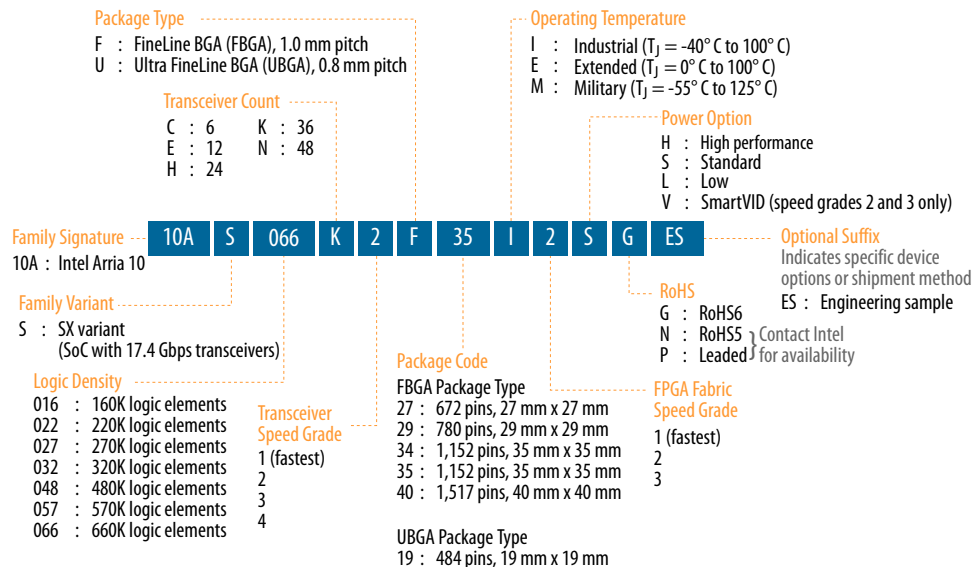 Package Type
F : FineLine BGA (FBGA), 1.0 mm pitch
U : Ultra FineLine BGA (UBGA), 0.8 mm pitch
Operating Temperature
I : Industrial (TJ = -40° C to 100° C)
E : Extended (TJ = 0° C to 100° C)
M : Military (TJ = -55° C to 125° C)
Transceiver Count
C : 6 K : 36
E : 12 N : 48
H : 24
Power Option
H : High performance
S : Standard
L : Low
V : SmartVID (speed grades 2 and 3 only)
10A S 066 K 2 F 35 I 2 S G ES
Family Signature
10A : Intel Arria 10
Optional Suffix
Indicates specific device
options or shipment method
ES : Engineering sample
Family Variant
S : SX variant
(SoC with 17.4 Gbps transceivers)
RoHS
G : RoHS6
N : RoHS5
P : Leaded
} Contact Intel
for availability
Logic Density
016 : 160K logic elements
022 : 220K logic elements
027 : 270K logic elements
032 : 320K logic elements
048 : 480K logic elements
057 : 570K logic elements
066 : 660K logic elements
Transceiver
Speed Grade
1 (fastest)
2
3
4
Package Code
FBGA Package Type
27 : 672 pins, 27 mm x 27 mm
29 : 780 pins, 29 mm x 29 mm
34 : 1,152 pins, 35 mm x 35 mm
35 : 1,152 pins, 35 mm x 35 mm
40 : 1,517 pins, 40 mm x 40 mm
UBGA Package Type
19 : 484 pins, 19 mm x 19 mm
FPGA Fabric
Speed Grade
1 (fastest)
2
3